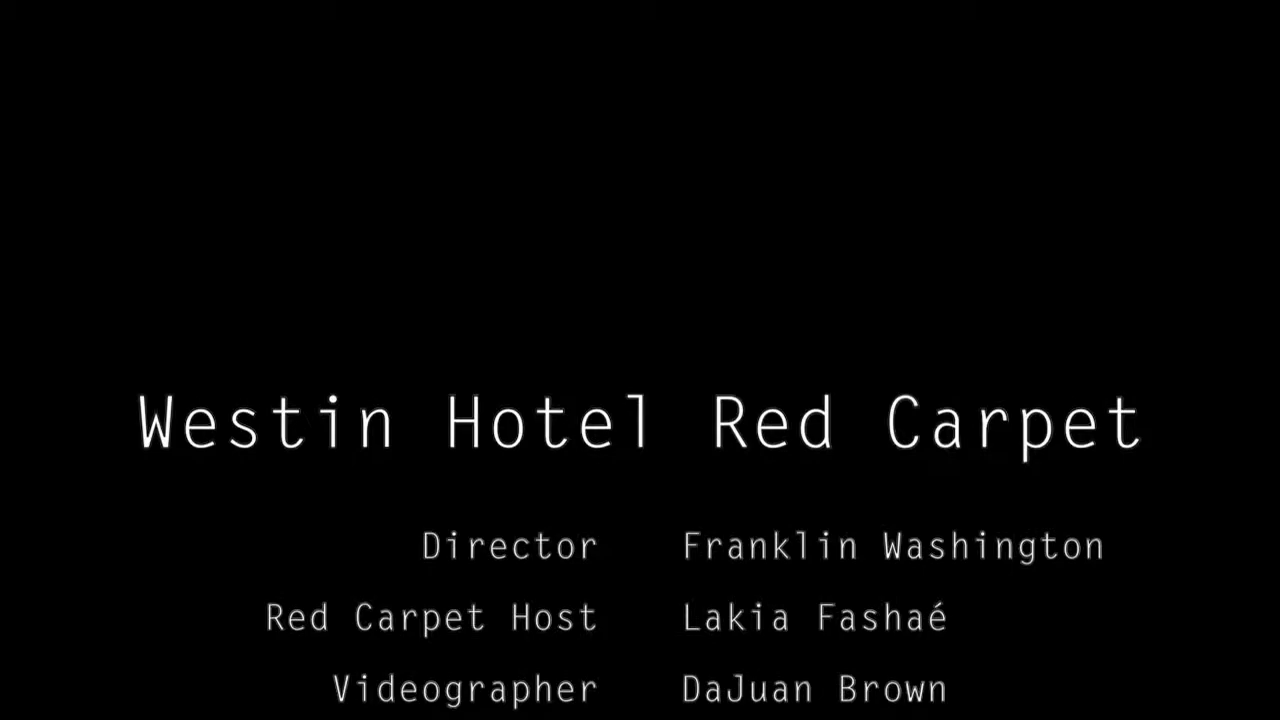 Westin Hotel Red Carpet
Director Franklin Washington
Red Carpet Host Lakia Fashaé
Videographer DaJuan Brown